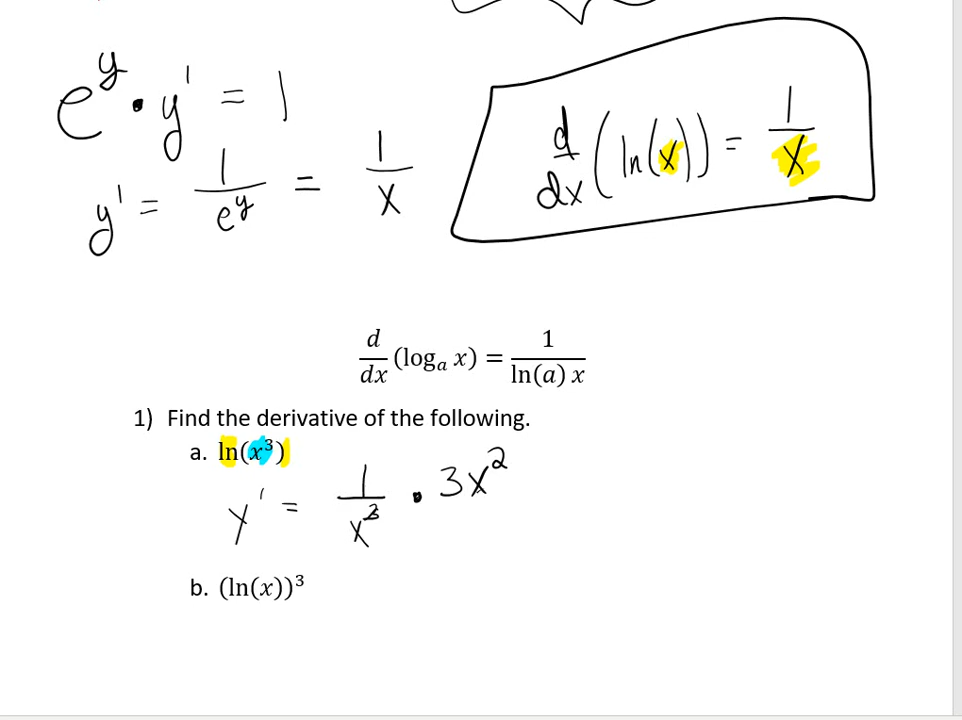 e^y · y' = 1
y' = 1/e^y = 1/x
d/dx (ln(x)) = 1/x
d/dx (logₐ x) = 1/(ln(a) x)
1) Find the derivative of the following.
a. ln(x³)
y' = 1/x³ · 3x²
b. (ln(x))³